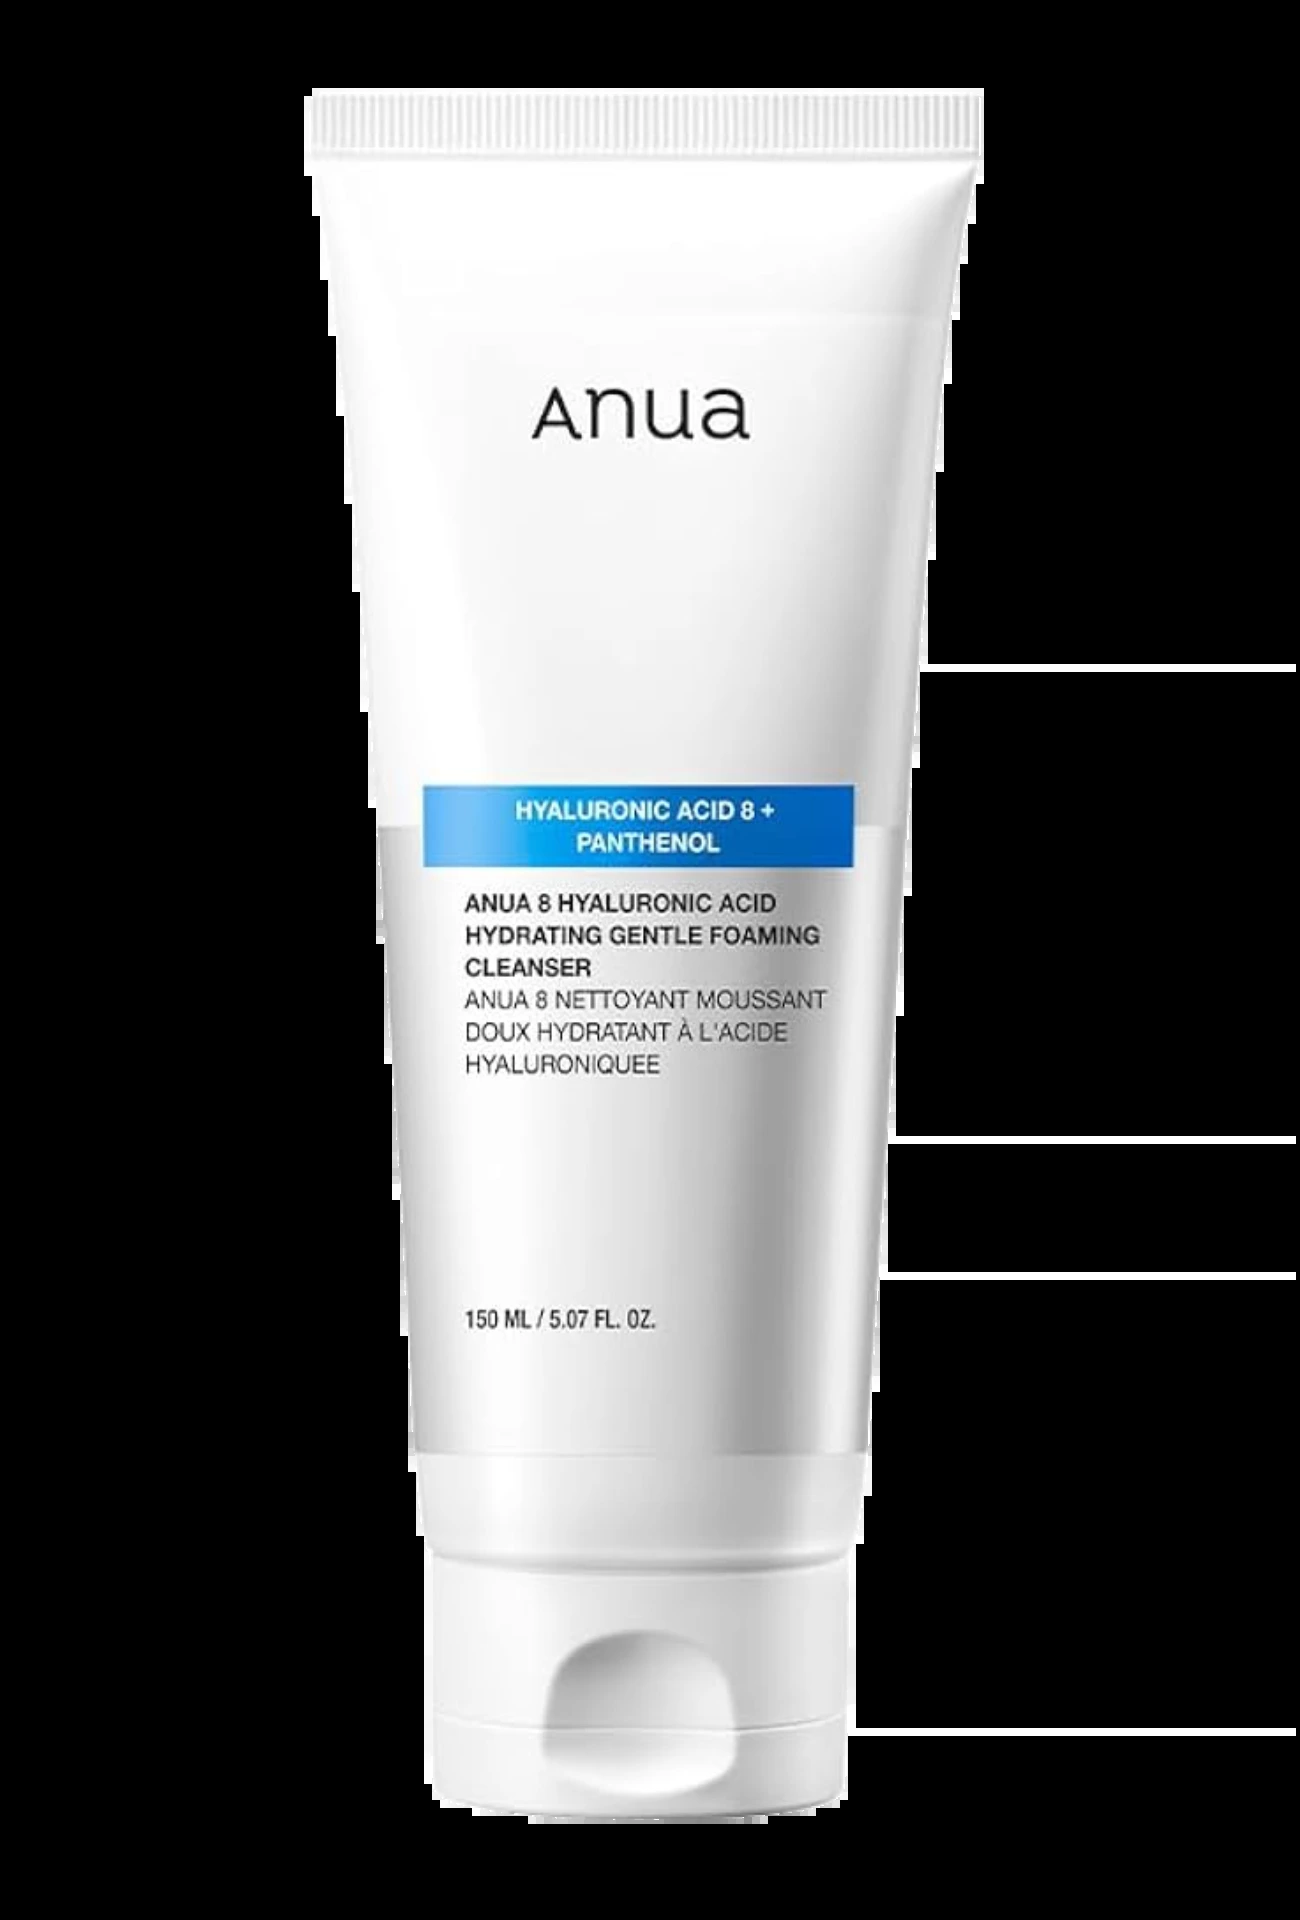 Anua
HYALURONIC ACID 8 +
PANTHENOL
ANUA 8 HYALURONIC ACID
HYDRATING GENTLE FOAMING
CLEANSER
ANUA 8 NETTOYANT MOUSSANT
DOUX HYDRATANT À L'ACIDE
HYALURONIQUEE
150 ML / 5.07 FL. OZ.